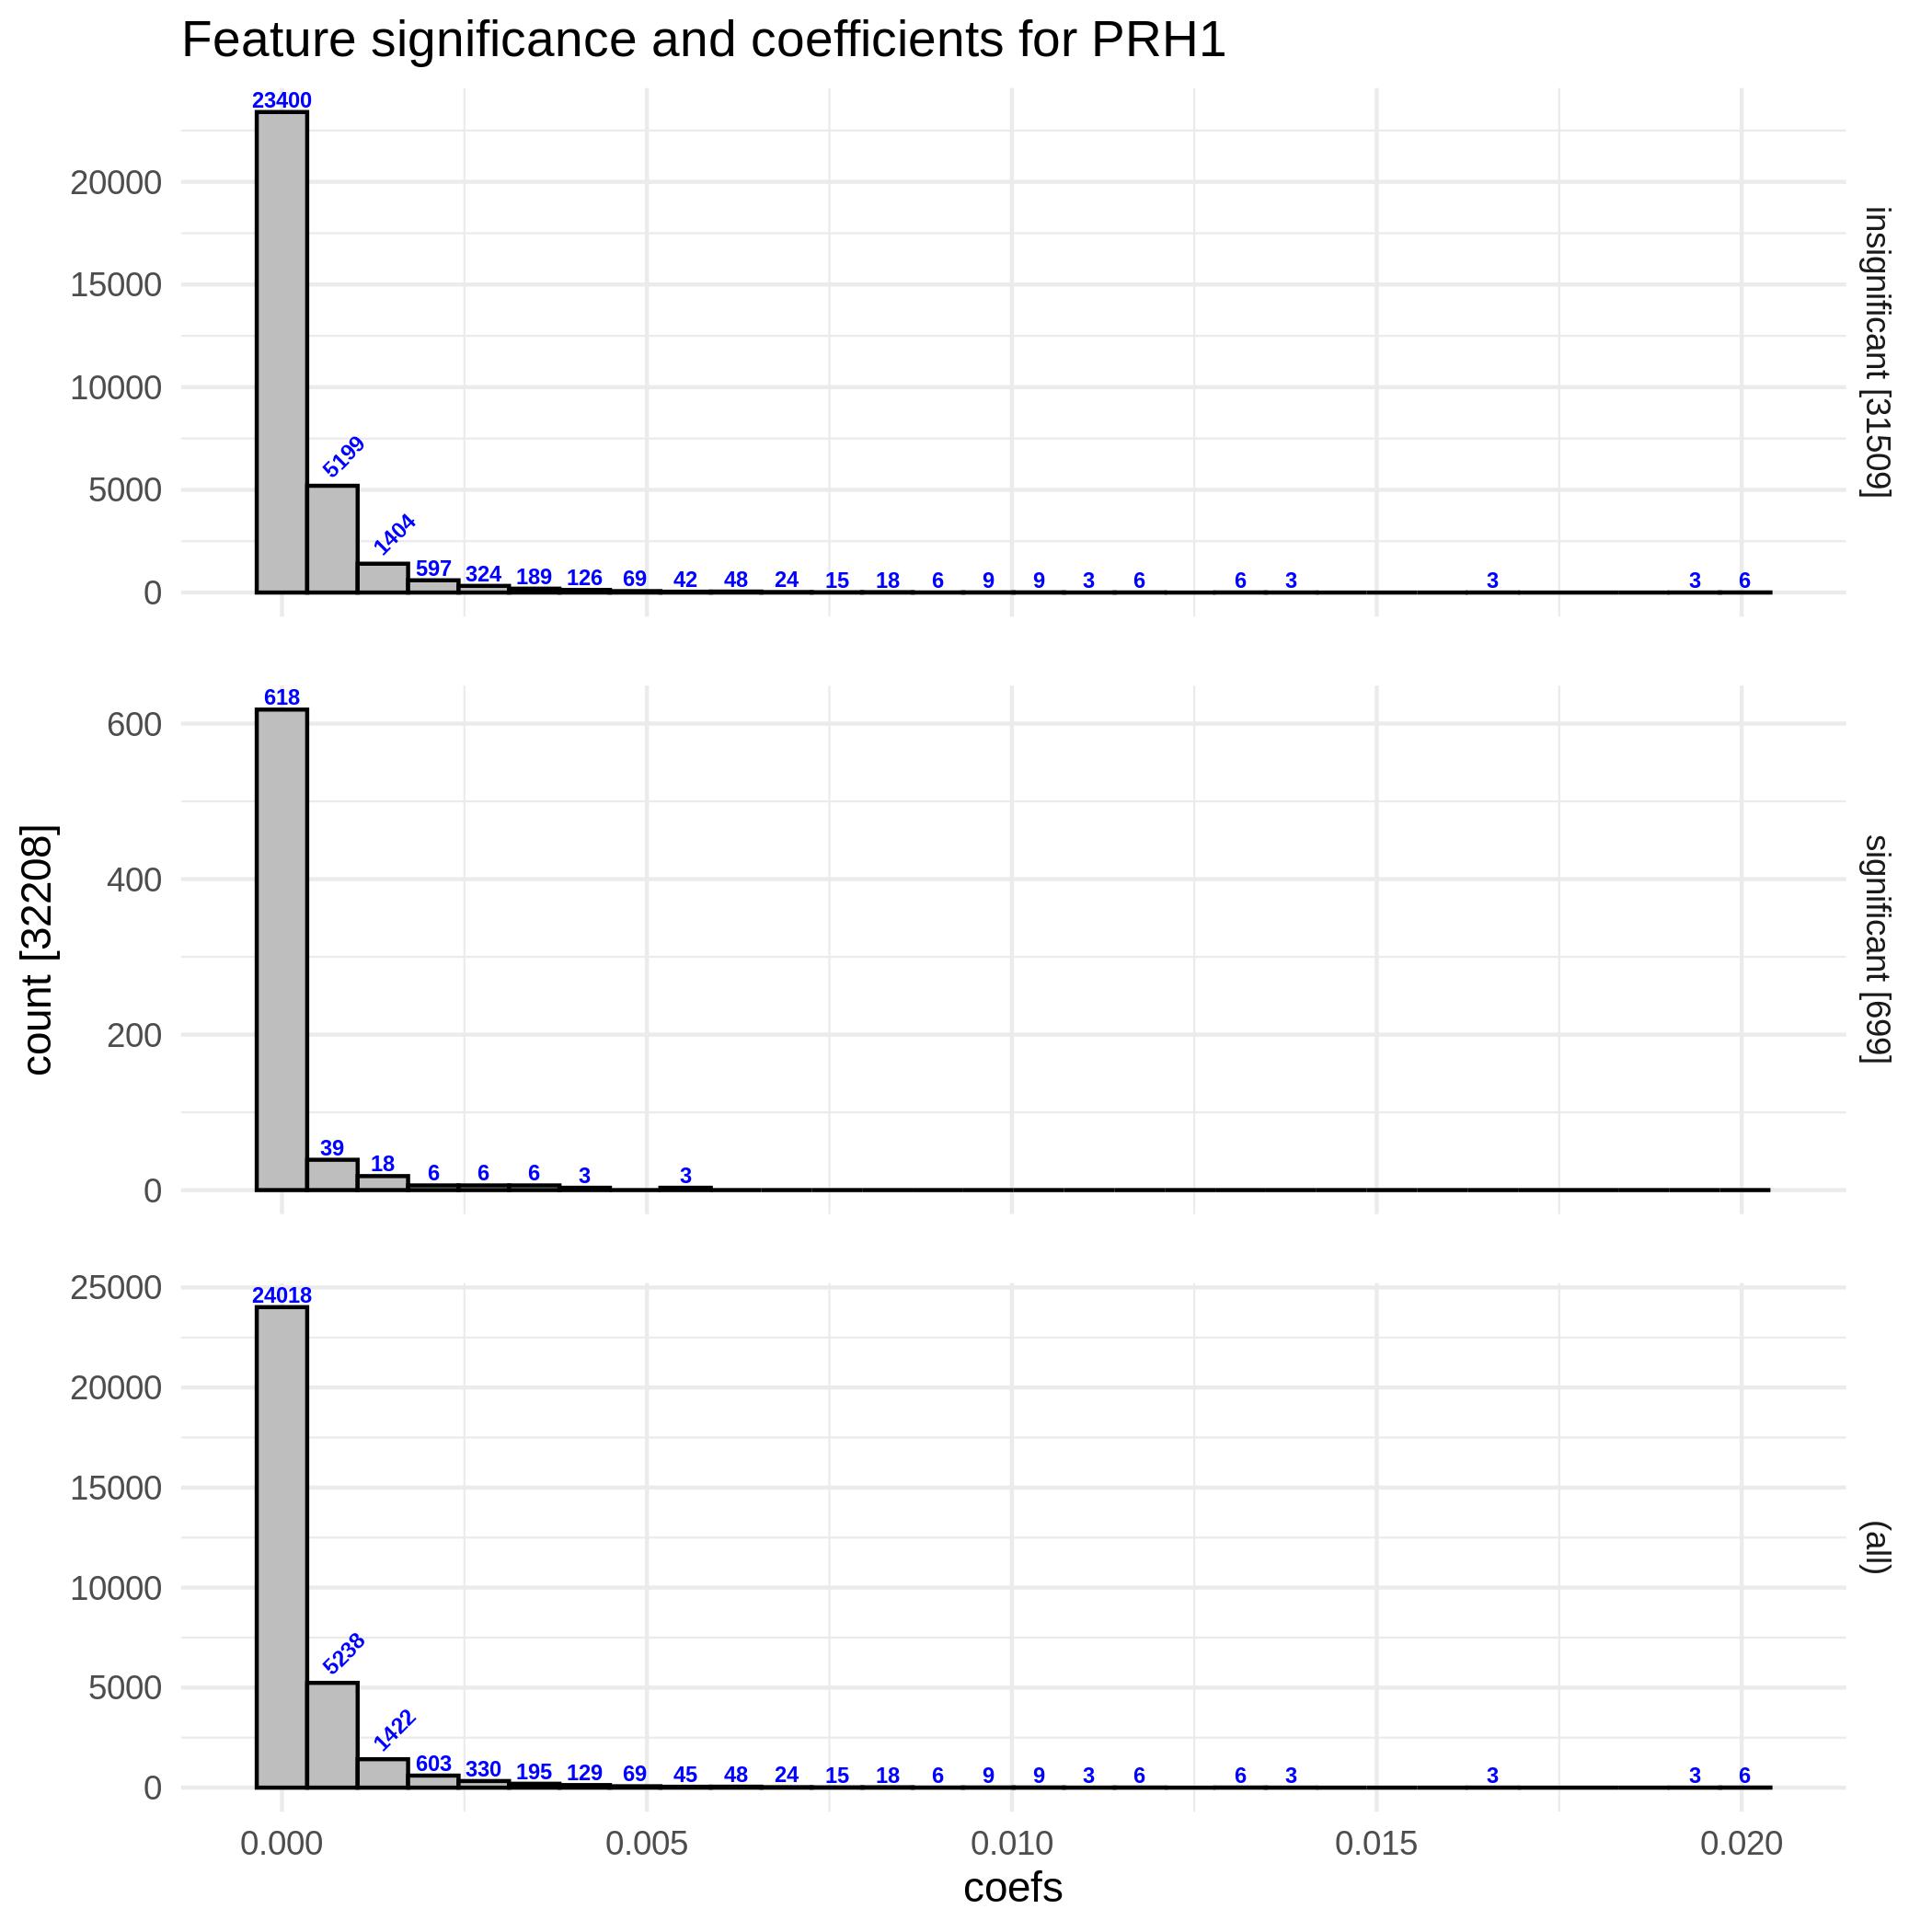 Feature significance and coefficients for PRH1
count [32208]
23400
5199
1404
597 324 189 126 69 42 48 24 15 18 6 9 9 3 6 6 3 3 3 6
20000
15000
10000
5000
0
insignificant [31509]
618
39
18
6 6 6 3 3
600
400
200
0
significant [699]
24018
5238
1422
603 330 195 129 69 45 48 24 15 18 6 9 9 3 6 6 3 3 3 6
25000
20000
15000
10000
5000
0
(all)
0.000 0.005 0.010 0.015 0.020
coefs